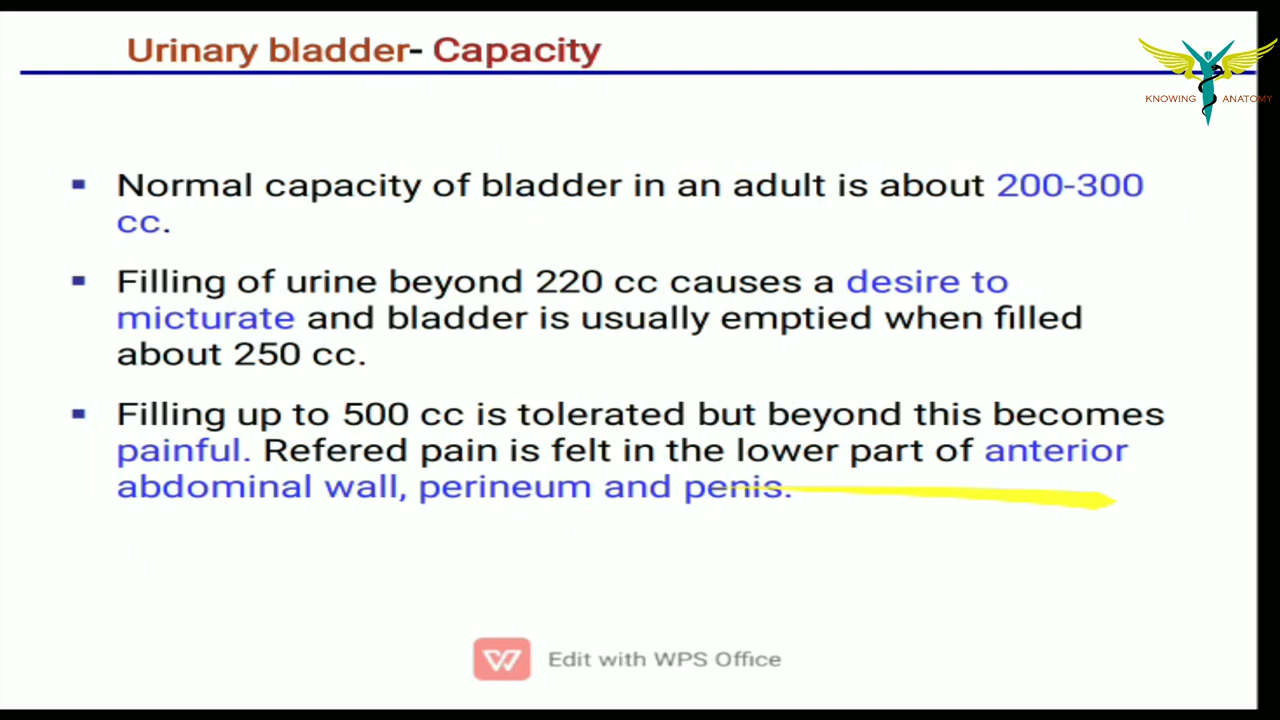 Urinary bladder- Capacity
KNOWING ANATOMY
▪ Normal capacity of bladder in an adult is about 200-300
cc.
▪ Filling of urine beyond 220 cc causes a desire to
micturate and bladder is usually emptied when filled
about 250 cc.
▪ Filling up to 500 cc is tolerated but beyond this becomes
painful. Refered pain is felt in the lower part of anterior
abdominal wall, perineum and penis.
Edit with WPS Office